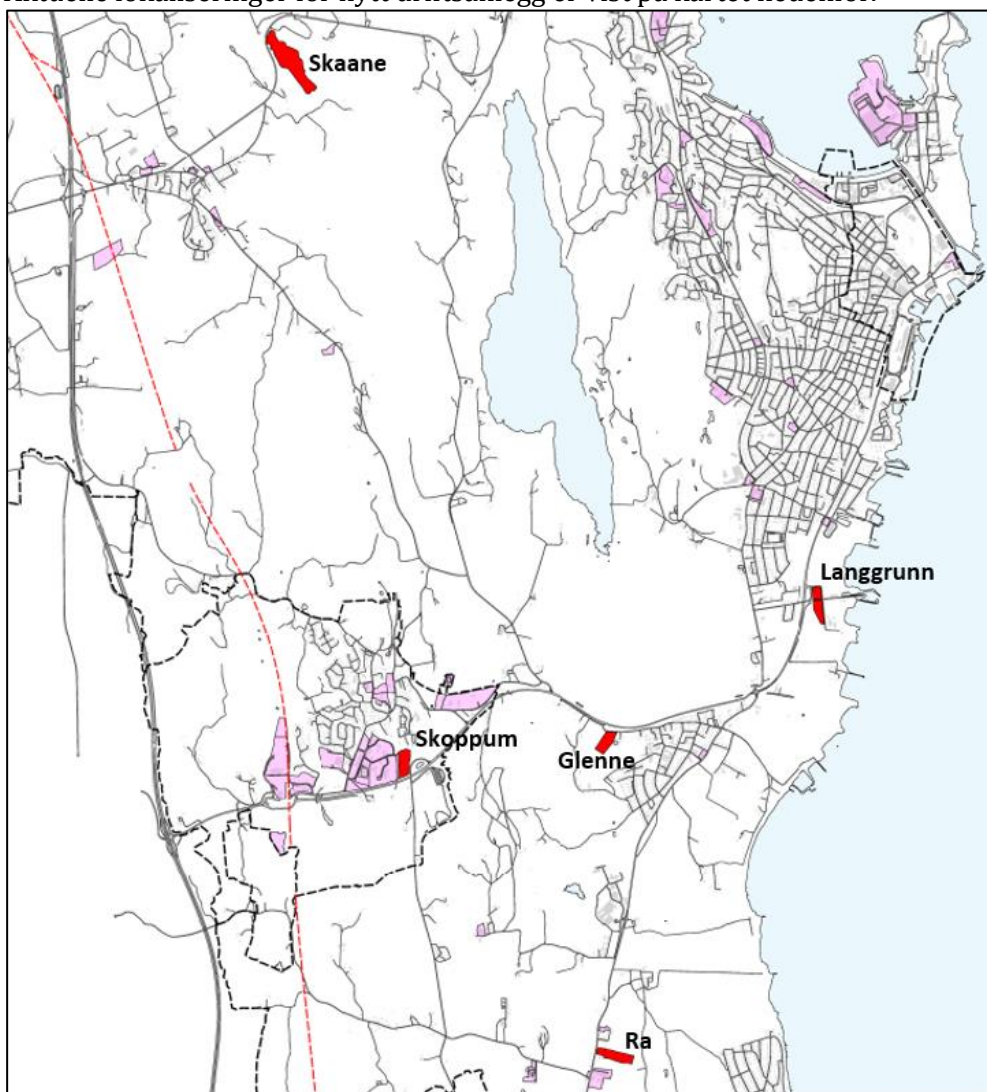 Aktuelle lokaliseringer for nytt driftsanlegg er vist på kartet nedenfor.
Skaane
Langgrunn
Skoppum
Glenne
Ra